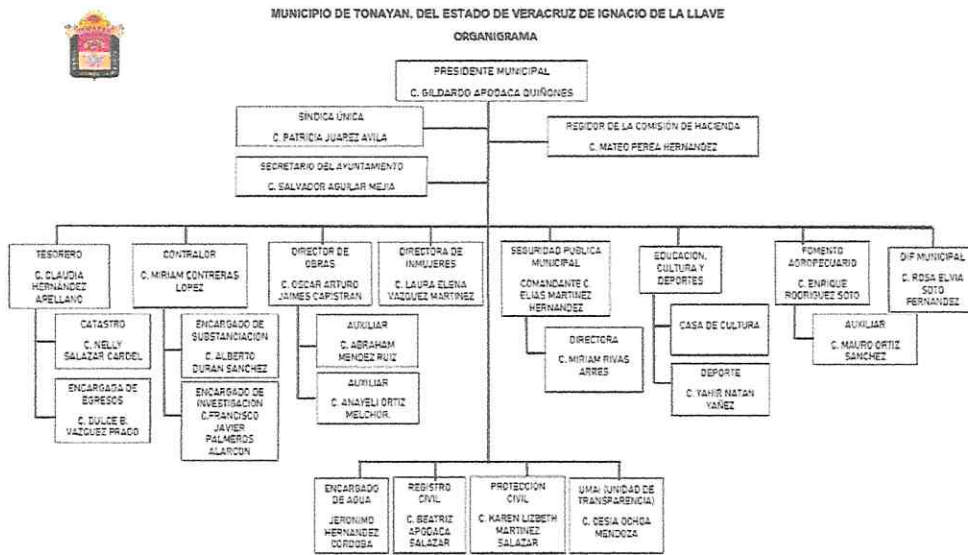 MUNICIPIO DE TONAYAN, DEL ESTADO DE VERACRUZ DE IGNACIO DE LA LLAVE
ORGANIGRAMA
PRESIDENTE MUNICIPAL
C. GILDARDO APODACA QUIÑONES
SÍNDICA ÚNICA
C. PATRICIA JUAREZ AVILA
REGIDOR DE LA COMISIÓN DE HACIENDA
C. MATEO PEREA HERNANDEZ
SECRETARIO DEL AYUNTAMIENTO
C. SALVADOR AGUILAR MEJIA
TESORERO
C. CLAUDIA
HERNÁNDEZ
APELLANO
CONTRALOR
C. MIRIAM CONTRERAS
LOPEZ
DIRECTOR DE
OBRAS
C. OSCAR ARTURO
JAIMES CAPISTRAN
DIRECTORA DE
INMUJERES
C. LAURA ELENA
VAZQUEZ MARTINEZ
SEGURIDAD PUBLICA
MUNICIPAL
COMANDANTE C.
ELIAS MARTINEZ
HERNANDEZ
EDUCACION,
CULTURA Y
DEPORTES
FOMENTO
AGROPECUARIO
C. ENRIQUE
RODRIGUEZ SOTO
DIF MUNICIPAL
C. ROSA ELVIA
SOTO
FERNANDEZ
CATASTRO
C. NELLY
SALAZAR CARDEL
ENCARGADO DE
SUBSTANCIACION
C. ALBERTO
DURAN SANCHEZ
AUXILIAR
C. ABRAHAM
MENDEZ RUIZ
DIRECTORA
C. MIRIAM RIVAS
ARRES
CASA DE CULTURA
AUXILIAR
C. MAURO ORTIZ
SANCHEZ
ENCARGADA DE
EGRESOS
C. DULCE B.
VAZQUEZ PRADO
ENCARGADO DE
INVESTIGACION
C.FRANCISCO
JAVIER
PALMEROS
ALARCON
AUXILIAR
C. ANAYELI ORTIZ
MELCHOR.
DEPORTE
C. YAHIR NATAN
YAÑEZ
ENCARGADO
DE AGUA
JERONIMO
HERNANDEZ
CORDOBA
REGISTRO
CIVIL
C. BEATRIZ
APODACA
SALAZAR
PROTECCION
CIVIL
C. KAREN LIZBETH
MARTINEZ
SALAZAR
UMAI (UNIDAD DE
TRANSPARENCIA)
C. CESIA OCHOA
MENDOZA